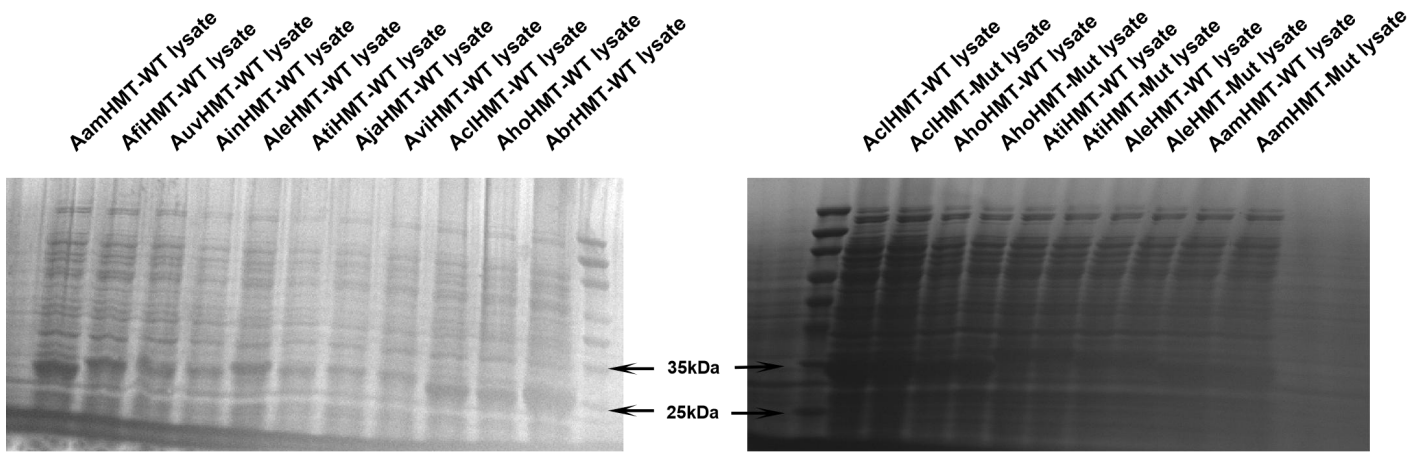 AamHMT-WT lysate
AfiHMT-WT lysate
AuvHMT-WT lysate
AinHMT-WT lysate
AleHMT-WT lysate
AtiHMT-WT lysate
AjaHMT-WT lysate
AviHMT-WT lysate
AclHMT-WT lysate
AhoHMT-WT lysate
AbrHMT-WT lysate
AclHMT-WT lysate
AclHMT-Mut lysate
AhoHMT-WT lysate
AhoHMT-Mut lysate
AtiHMT-WT lysate
AtiHMT-Mut lysate
AleHMT-WT lysate
AleHMT-Mut lysate
AamHMT-WT lysate
AamHMT-Mut lysate
35kDa
25kDa